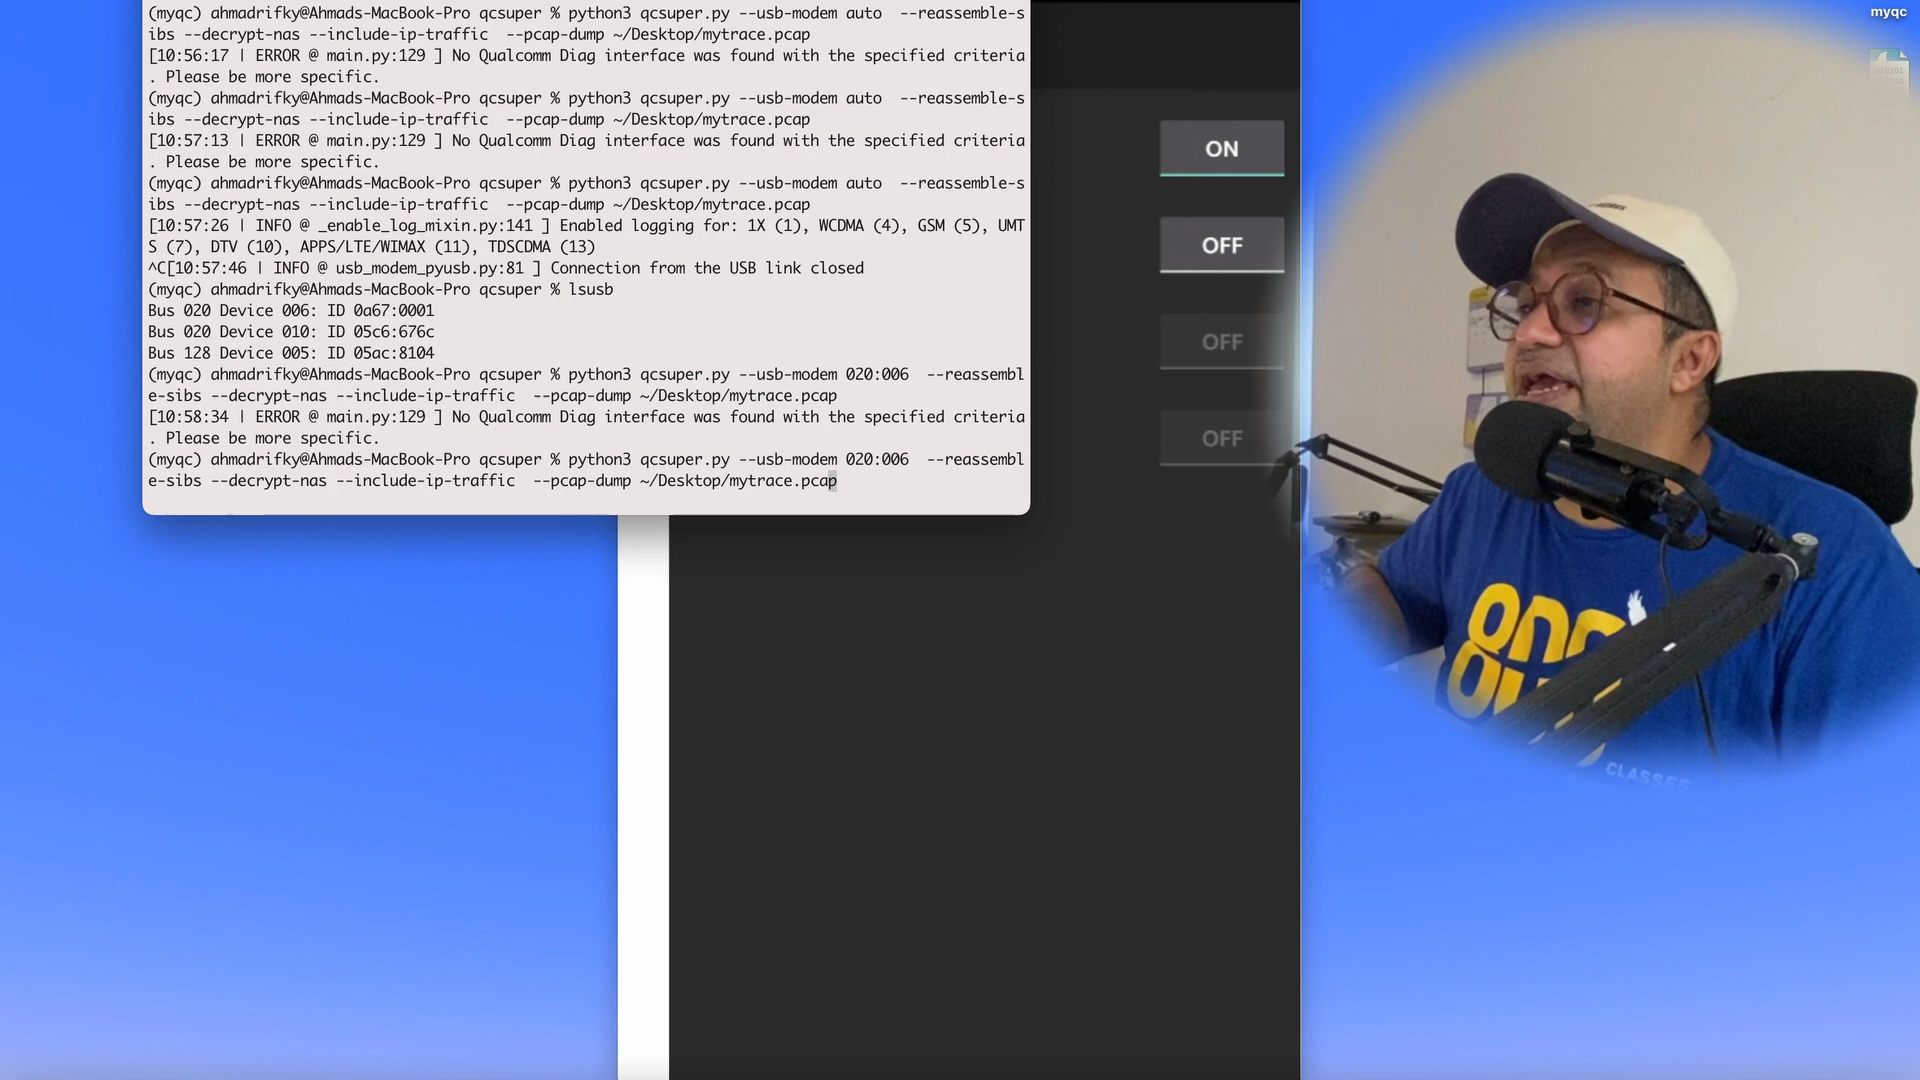 (myqc) ahmadrifky@Ahmads-MacBook-Pro qcsuper % python3 qcsuper.py --usb-modem auto  --reassemble-s
ibs --decrypt-nas --include-ip-traffic  --pcap-dump ~/Desktop/mytrace.pcap
[10:56:17 | ERROR @ main.py:129 ] No Qualcomm Diag interface was found with the specified criteria
. Please be more specific.
(myqc) ahmadrifky@Ahmads-MacBook-Pro qcsuper % python3 qcsuper.py --usb-modem auto  --reassemble-s
ibs --decrypt-nas --include-ip-traffic  --pcap-dump ~/Desktop/mytrace.pcap
[10:57:13 | ERROR @ main.py:129 ] No Qualcomm Diag interface was found with the specified criteria
. Please be more specific.
(myqc) ahmadrifky@Ahmads-MacBook-Pro qcsuper % python3 qcsuper.py --usb-modem auto  --reassemble-s
ibs --decrypt-nas --include-ip-traffic  --pcap-dump ~/Desktop/mytrace.pcap
[10:57:26 | INFO @ _enable_log_mixin.py:141 ] Enabled logging for: 1X (1), WCDMA (4), GSM (5), UMT
S (7), DTV (10), APPS/LTE/WIMAX (11), TDSCDMA (13)
^C[10:57:46 | INFO @ usb_modem_pyusb.py:81 ] Connection from the USB link closed
(myqc) ahmadrifky@Ahmads-MacBook-Pro qcsuper % lsusb
Bus 020 Device 006: ID 0a67:0001
Bus 020 Device 010: ID 05c6:676c
Bus 128 Device 005: ID 05ac:8104
(myqc) ahmadrifky@Ahmads-MacBook-Pro qcsuper % python3 qcsuper.py --usb-modem 020:006  --reassembl
e-sibs --decrypt-nas --include-ip-traffic  --pcap-dump ~/Desktop/mytrace.pcap
[10:58:34 | ERROR @ main.py:129 ] No Qualcomm Diag interface was found with the specified criteria
. Please be more specific.
(myqc) ahmadrifky@Ahmads-MacBook-Pro qcsuper % python3 qcsuper.py --usb-modem 020:006  --reassembl
e-sibs --decrypt-nas --include-ip-traffic  --pcap-dump ~/Desktop/mytrace.pcap
ON
OFF
OFF
OFF
myqc
CLASSES